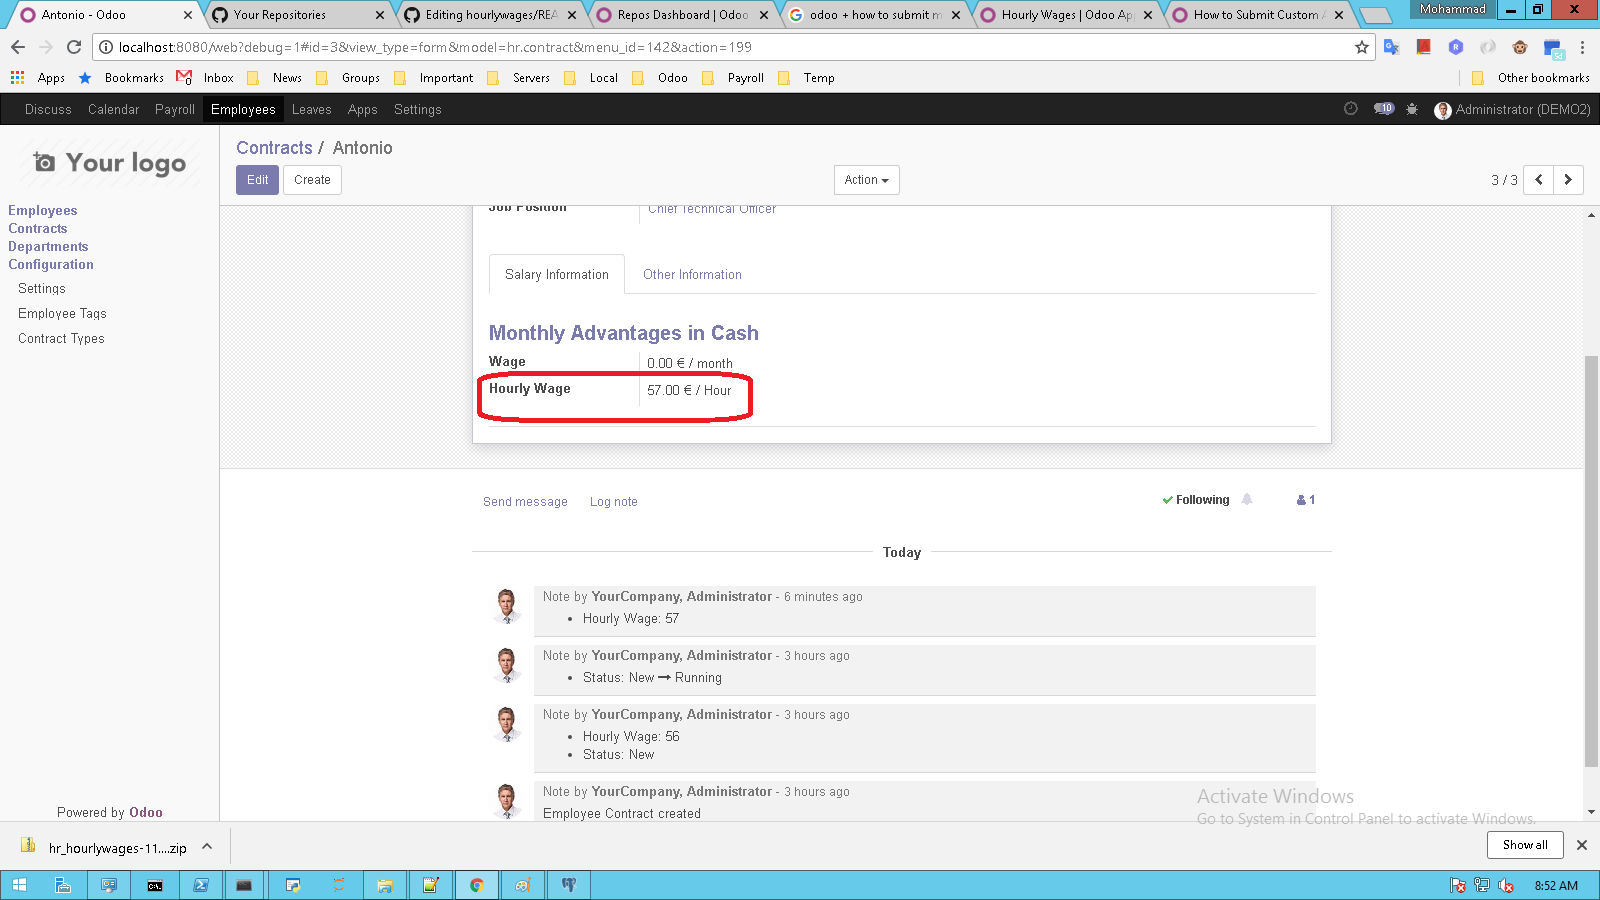 Antonio - Odoo
Your Repositories
Editing hourlywages/REA
Repos Dashboard | Odoo
odoo + how to submit m
Hourly Wages | Odoo App
How to Submit Custom A
Mohammad
localhost:8080/web?debug=1#id=3&view_type=form&model=hr.contract&menu_id=142&action=199
Apps
Bookmarks
Inbox
News
Groups
Important
Servers
Local
Odoo
Payroll
Temp
Other bookmarks
Discuss
Calendar
Payroll
Employees
Leaves
Apps
Settings
10
Administrator (DEMO2)
Your logo
Contracts / Antonio
Edit
Create
Action
3 / 3
Employees
Contracts
Departments
Configuration
Settings
Employee Tags
Contract Types
Job Position
Chief Technical Officer
Salary Information
Other Information
Monthly Advantages in Cash
Wage
0.00 € / month
Hourly Wage
57.00 € / Hour
Send message
Log note
Following
1
Today
Note by YourCompany, Administrator - 6 minutes ago
• Hourly Wage: 57
Note by YourCompany, Administrator - 3 hours ago
• Status: New → Running
Note by YourCompany, Administrator - 3 hours ago
• Hourly Wage: 56
• Status: New
Note by YourCompany, Administrator - 3 hours ago
Employee Contract created
Powered by Odoo
Activate Windows
Go to System in Control Panel to activate Windows.
hr_hourlywages-11....zip
Show all
8:52 AM